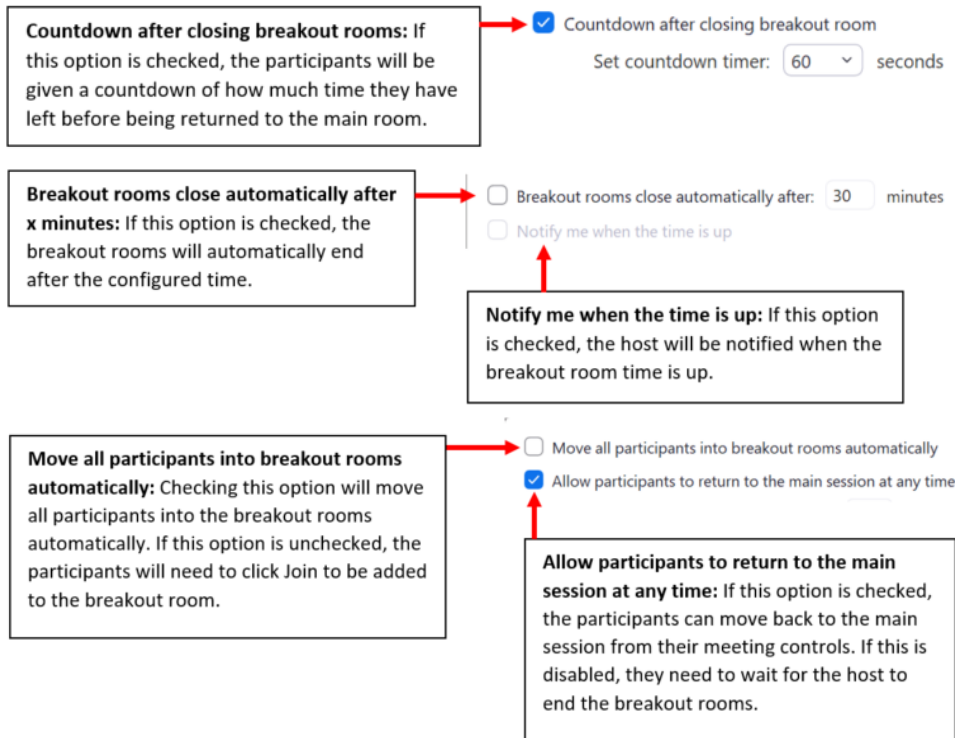 Countdown after closing breakout rooms: If
this option is checked, the participants will be
given a countdown of how much time they have
left before being returned to the main room.
Countdown after closing breakout room
Set countdown timer: 60 seconds
Breakout rooms close automatically after
x minutes: If this option is checked, the
breakout rooms will automatically end
after the configured time.
Breakout rooms close automatically after: 30 minutes
Notify me when the time is up
Notify me when the time is up: If this option
is checked, the host will be notified when the
breakout room time is up.
Move all participants into breakout rooms
automatically: Checking this option will move
all participants into the breakout rooms
automatically. If this option is unchecked, the
participants will need to click Join to be added
to the breakout room.
Move all participants into breakout rooms automatically
Allow participants to return to the main session at any time
Allow participants to return to the main
session at any time: If this option is checked,
the participants can move back to the main
session from their meeting controls. If this is
disabled, they need to wait for the host to
end the breakout rooms.